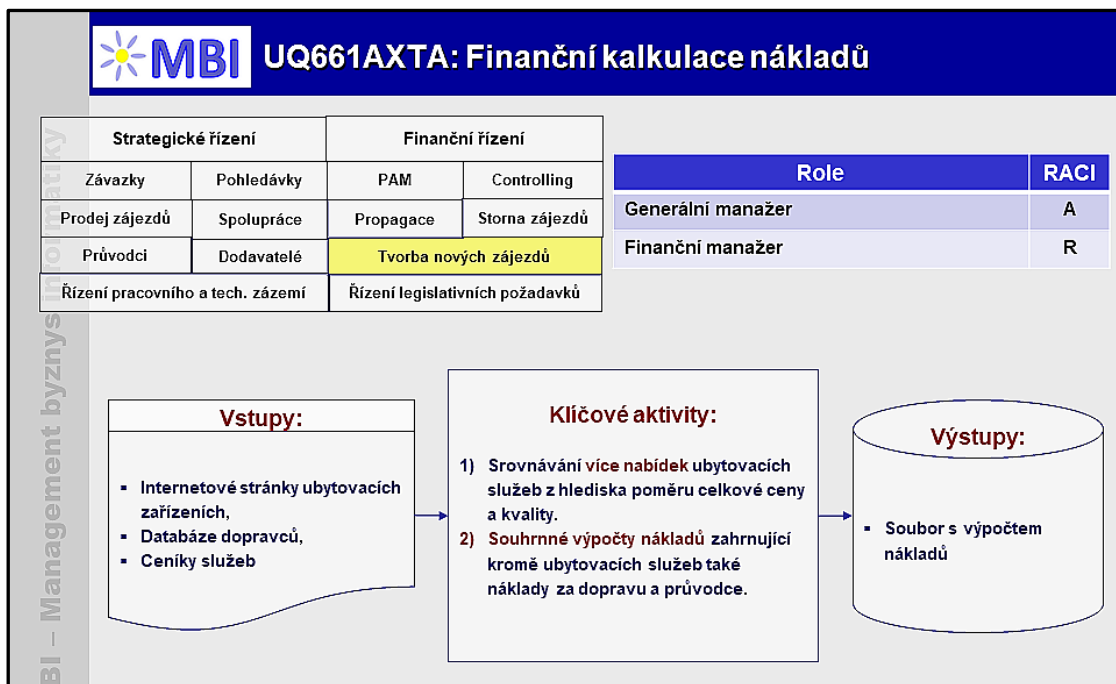 MBI
UQ661AXTA: Finanční kalkulace nákladů
BI – Management byznys informatiky
Strategické řízení
Finanční řízení
Závazky
Pohledávky
PAM
Controlling
Prodej zájezdů
Spolupráce
Propagace
Storna zájezdů
Průvodci
Dodavatelé
Tvorba nových zájezdů
Řízení pracovního a tech. zázemí
Řízení legislativních požadavků
Role
RACI
Generální manažer
A
Finanční manažer
R
Vstupy:
▪ Internetové stránky ubytovacích
zařízeních,
▪ Databáze dopravců,
▪ Ceníky služeb
Klíčové aktivity:
1) Srovnávání více nabídek ubytovacích
služeb z hlediska poměru celkové ceny
a kvality.
2) Souhrnné výpočty nákladů zahrnující
kromě ubytovacích služeb také
náklady za dopravu a průvodce.
Výstupy:
▪ Soubor s výpočtem
nákladů